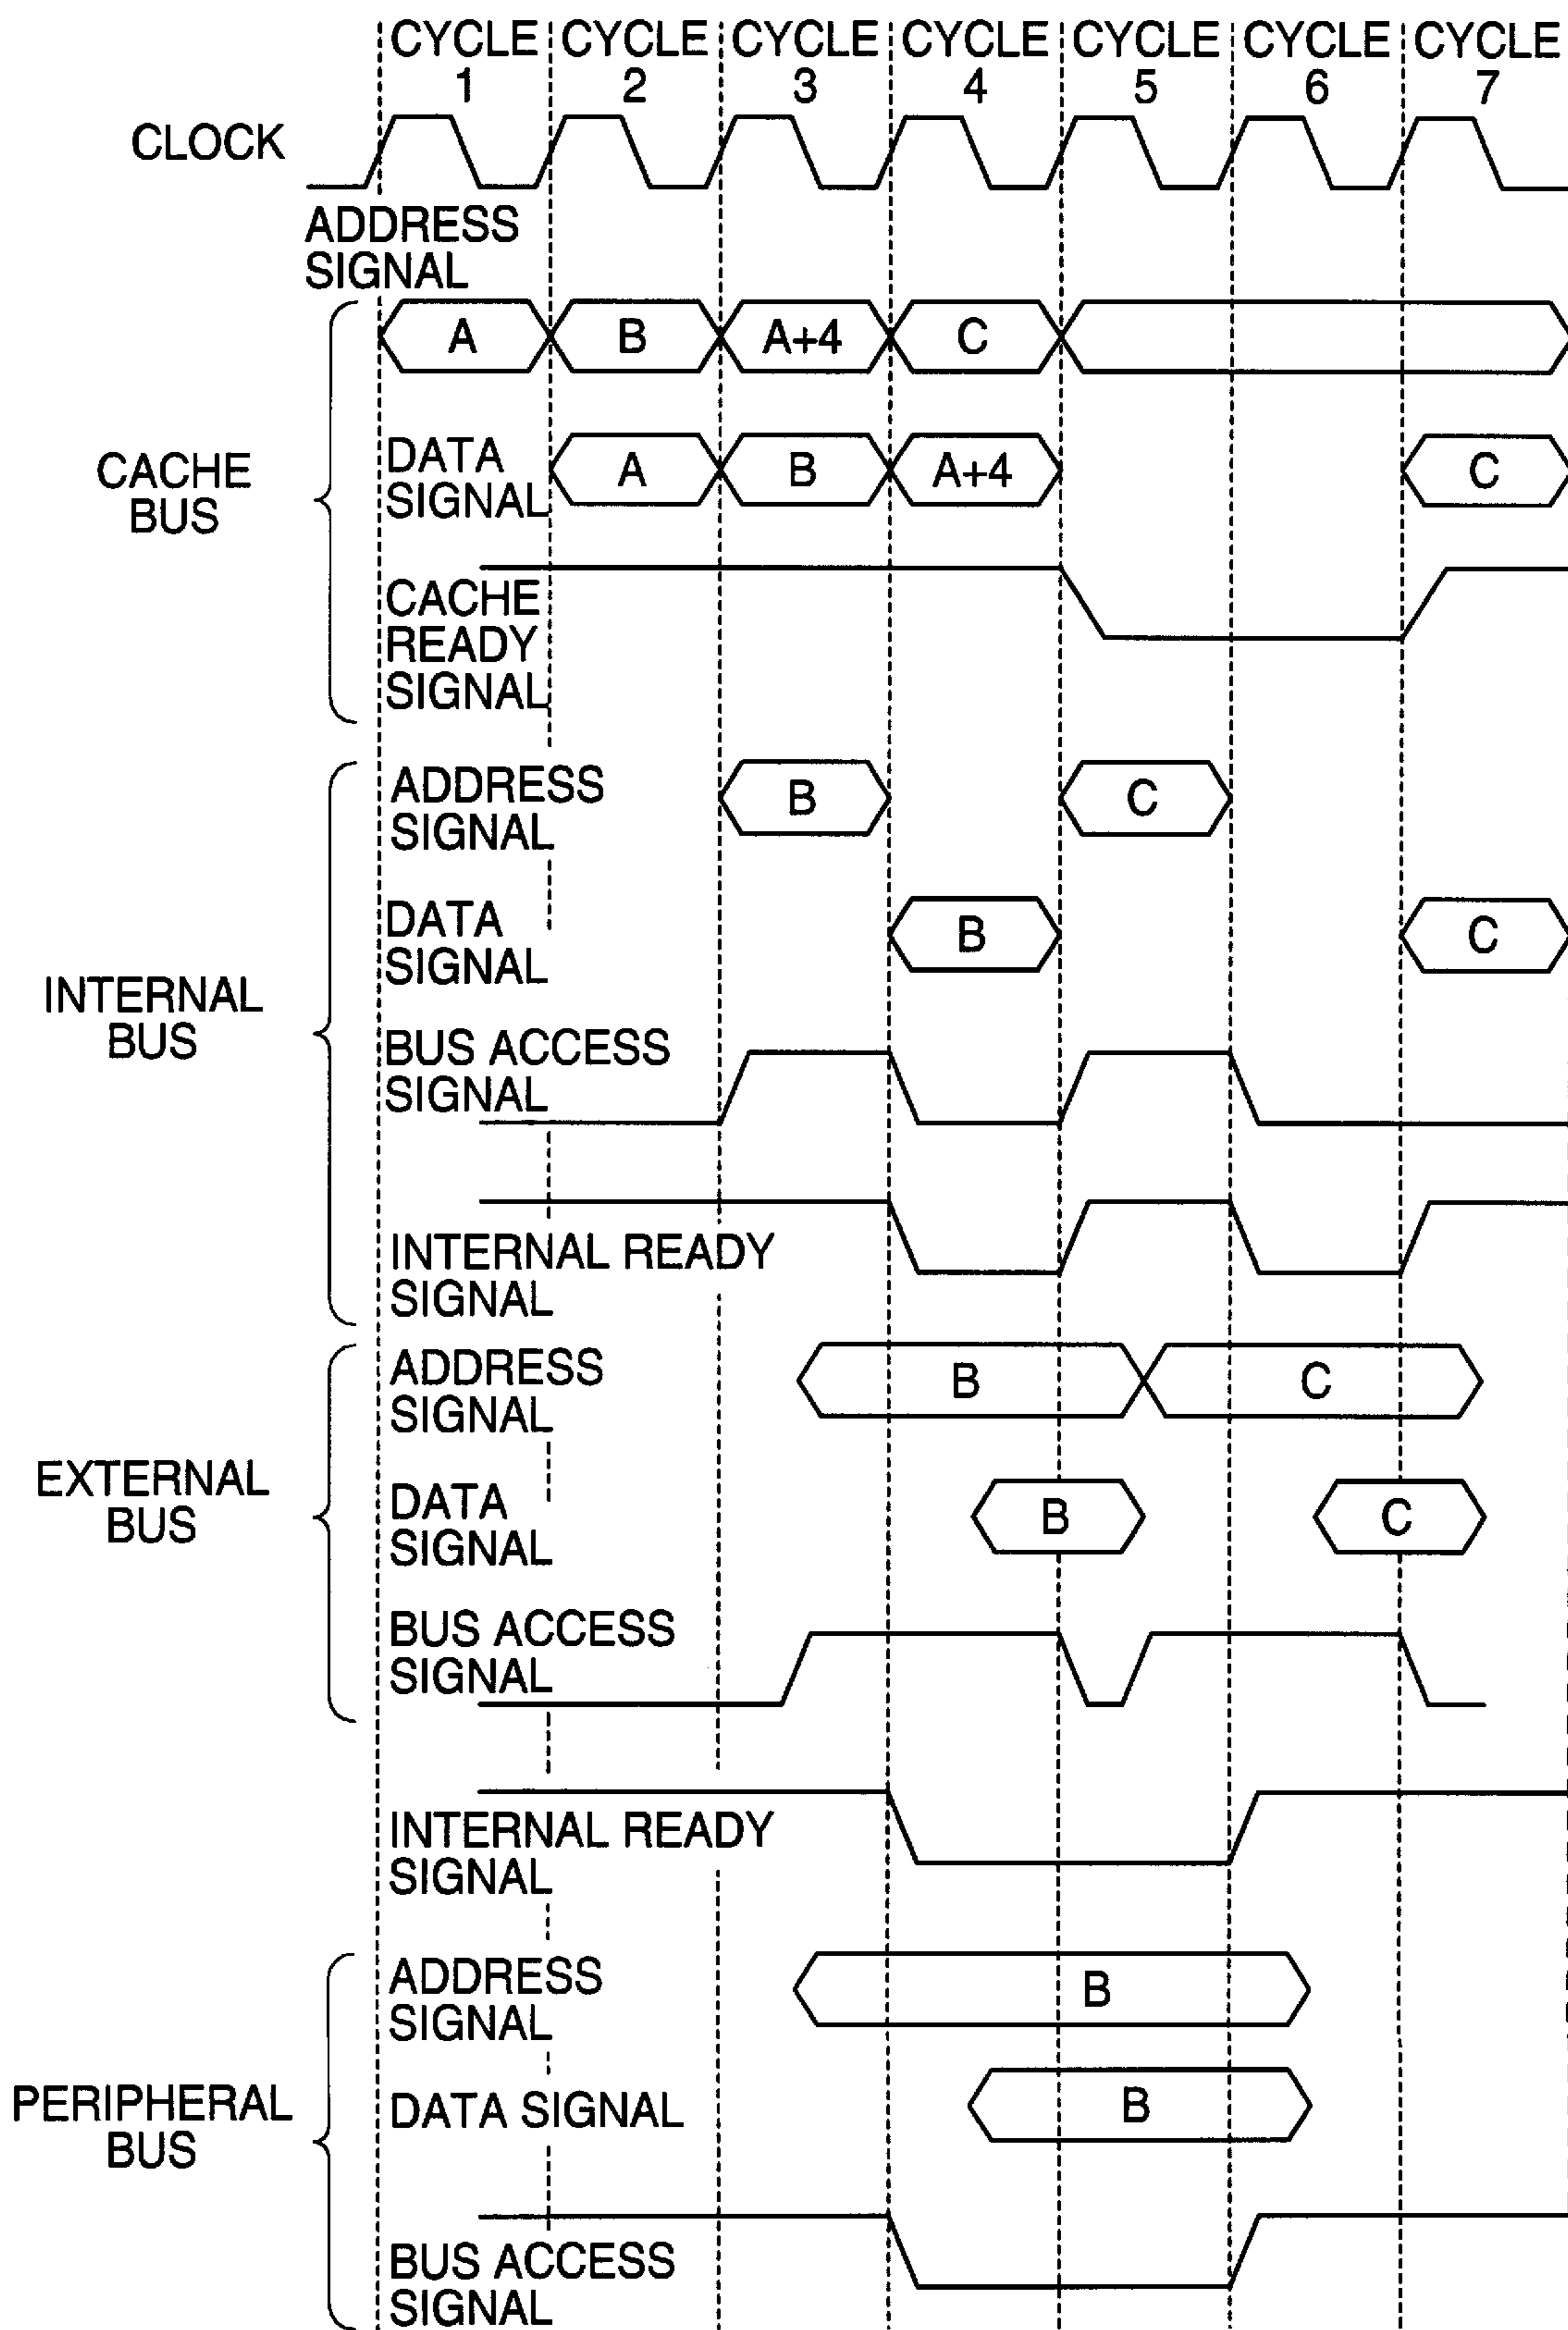 CYCLE CYCLE CYCLE CYCLE CYCLE CYCLE CYCLE
1 2 3 4 5 6 7
CLOCK
ADDRESS
SIGNAL
A B A+4 C
CACHE
BUS
DATA
SIGNAL
A B A+4 C
CACHE
READY
SIGNAL
INTERNAL
BUS
ADDRESS
SIGNAL
B C
DATA
SIGNAL
B C
BUS ACCESS
SIGNAL
INTERNAL READY
SIGNAL
EXTERNAL
BUS
ADDRESS
SIGNAL
B C
DATA
SIGNAL
B C
BUS ACCESS
SIGNAL
INTERNAL READY
SIGNAL
PERIPHERAL
BUS
ADDRESS
SIGNAL
B
DATA SIGNAL
B
BUS ACCESS
SIGNAL